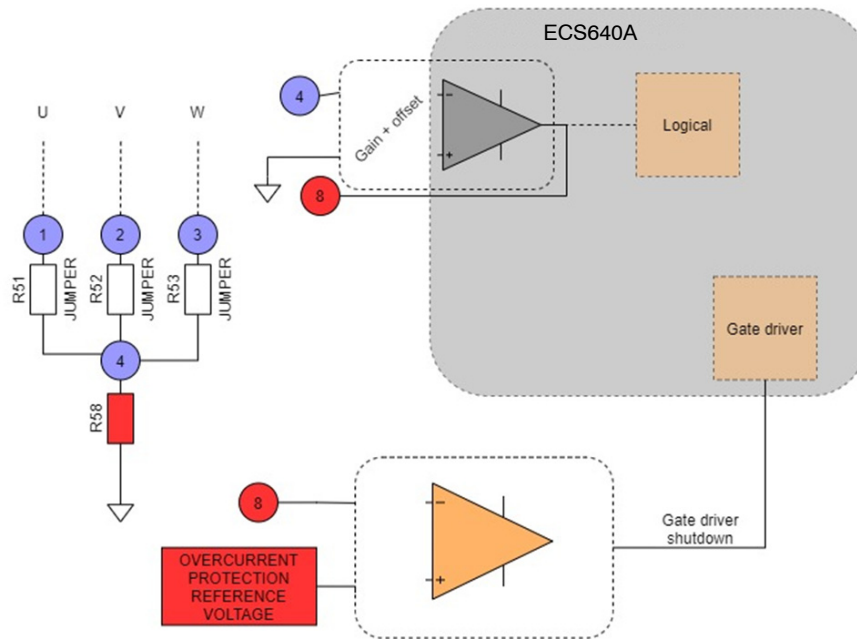 ECS640A
U
V
W
4
Gain + offset
Logical
8
1
2
3
R51
JUMPER
R52
JUMPER
R53
JUMPER
4
Gate driver
R58
8
Gate driver
shutdown
OVERCURRENT
PROTECTION
REFERENCE
VOLTAGE